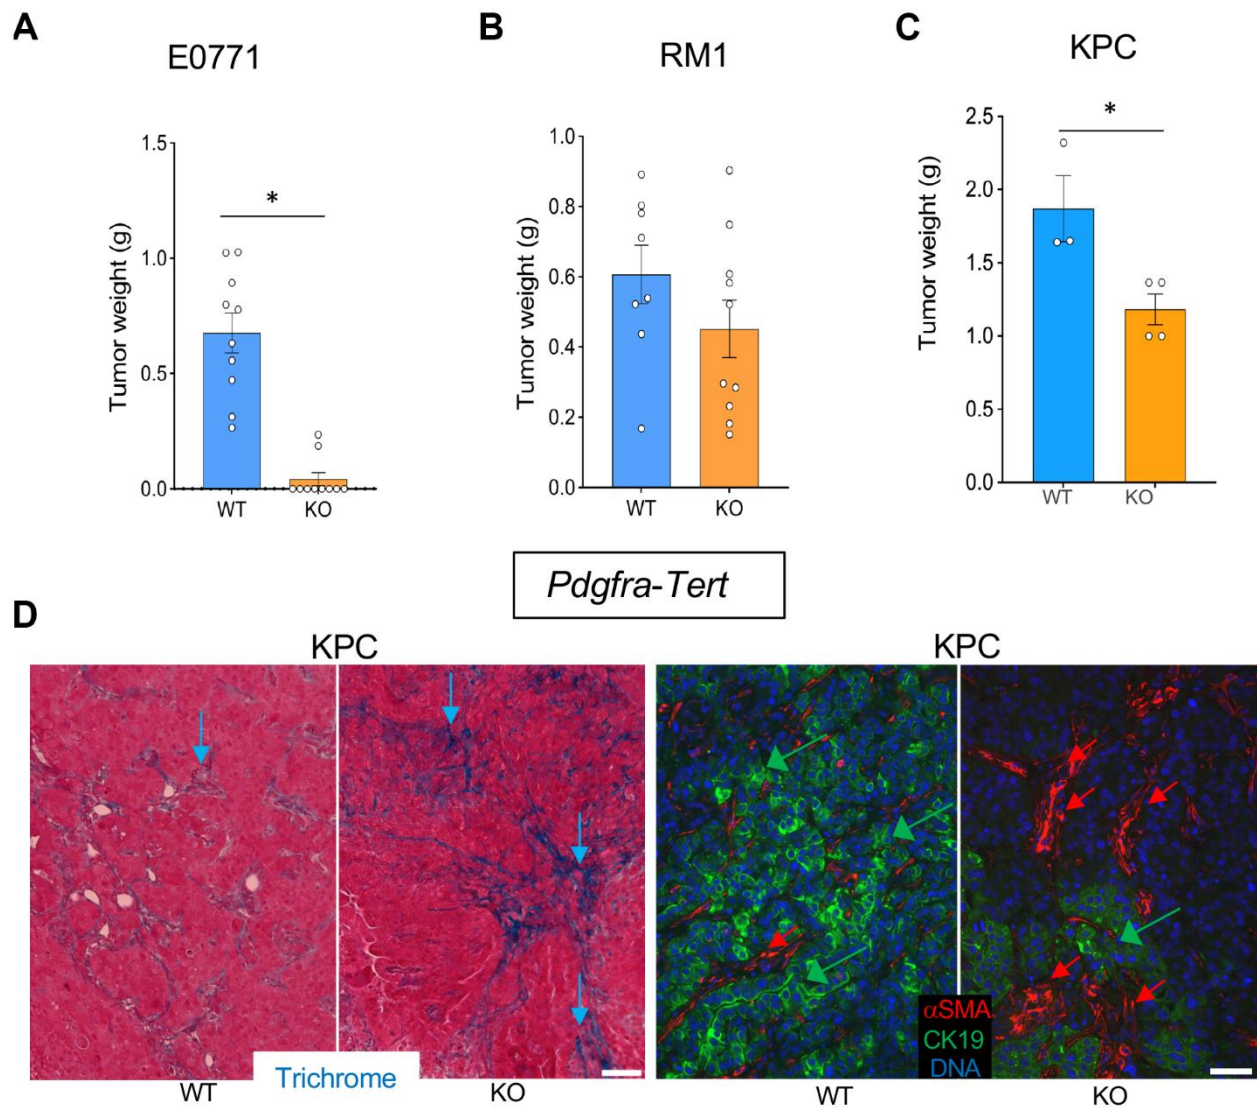 A
E0771
Tumor weight (g)
1.5
1.0
0.5
0.0
*
WT
KO
B
RM1
Tumor weight (g)
1.0
0.8
0.6
0.4
0.2
0.0
WT
KO
C
KPC
Tumor weight (g)
2.5
2.0
1.5
1.0
0.5
0.0
*
WT
KO
Pdgfra-Tert
D
KPC
Trichrome
WT
KO
KPC
αSMA
CK19
DNA
WT
KO